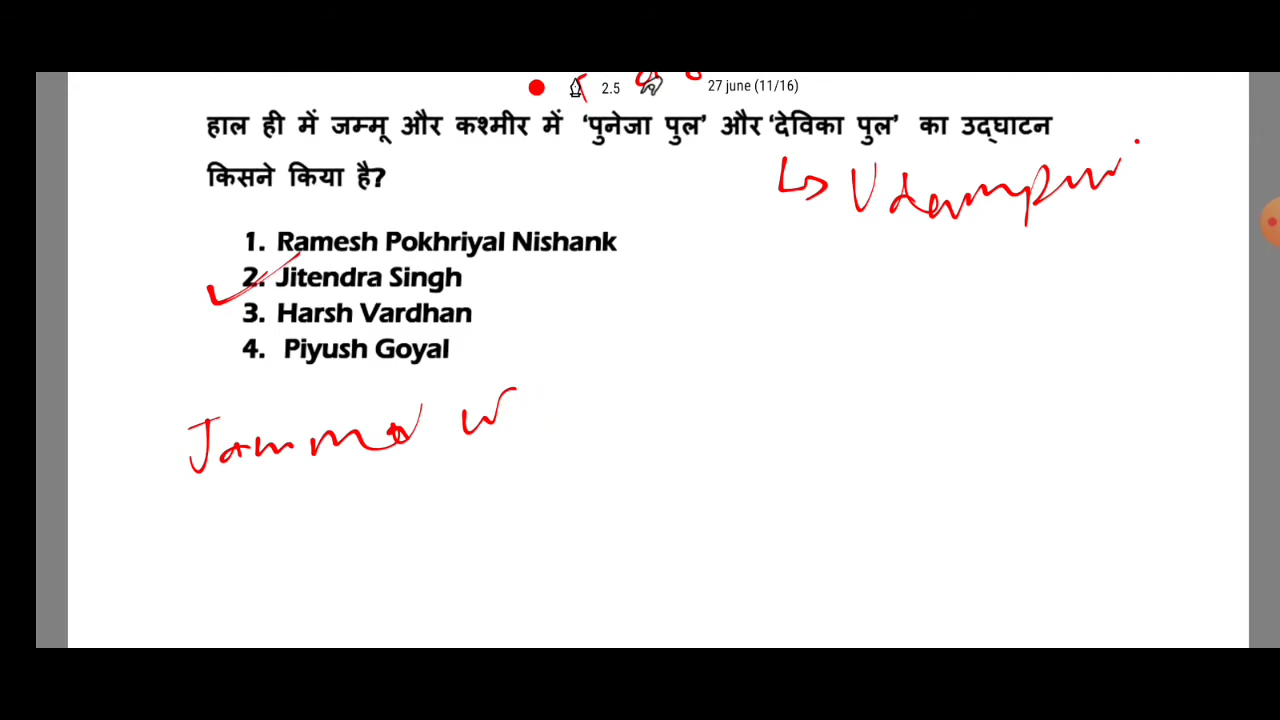 2.5 27 june (11/16)
हाल ही में जम्मू और कश्मीर में ‘पुनेजा पुल’ और ‘देविका पुल’ का उद्घाटन
किसने किया है?
Udampur
1. Ramesh Pokhriyal Nishank
2. Jitendra Singh
3. Harsh Vardhan
4. Piyush Goyal